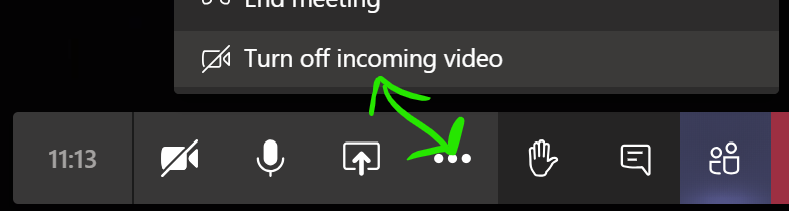 End meeting
Turn off incoming video
11:13